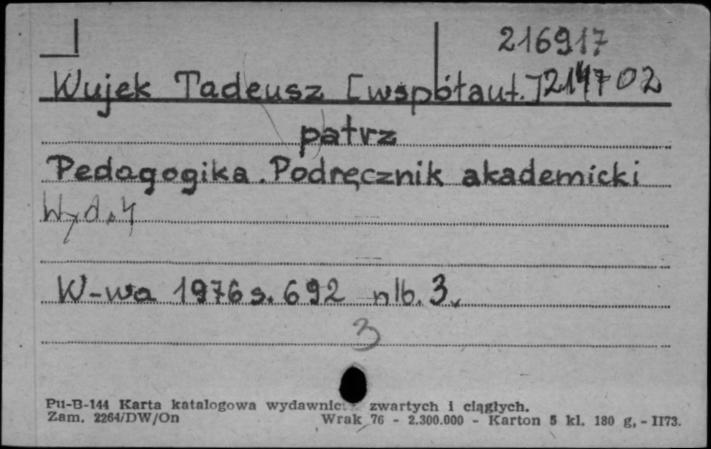 216917
Wujek Tadeusz [współaut.] 214702
patrz
Pedagogika. Podręcznik akademicki
Wyd. 4
W-wa 1976 s. 692 nlb. 3.
3
Pu-B-144 Karta katalogowa wydawnic zwartych i ciągłych.
Zam. 2264/DW/On Wrak 76 - 2.300.000 - Karton 5 kl. 180 g, - II73.